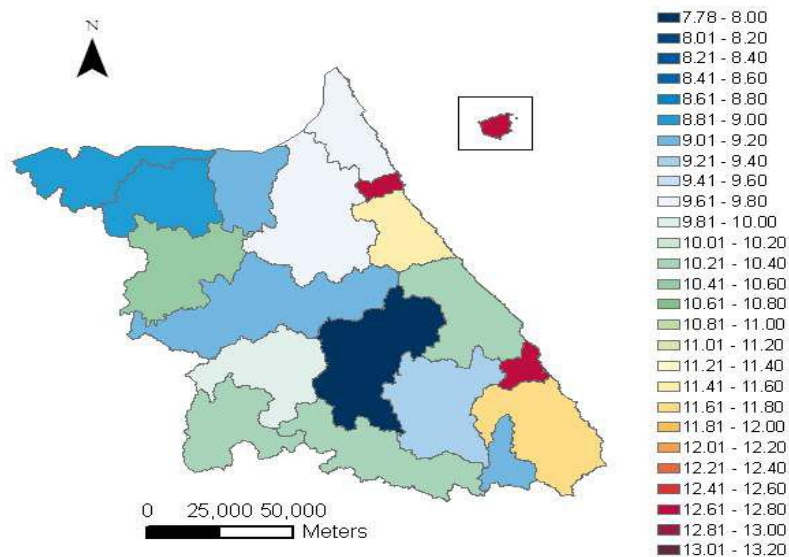 N
7.78 - 8.00
8.01 - 8.20
8.21 - 8.40
8.41 - 8.60
8.61 - 8.80
8.81 - 9.00
9.01 - 9.20
9.21 - 9.40
9.41 - 9.60
9.61 - 9.80
9.81 - 10.00
10.01 - 10.20
10.21 - 10.40
10.41 - 10.60
10.61 - 10.80
10.81 - 11.00
11.01 - 11.20
11.21 - 11.40
11.41 - 11.60
11.61 - 11.80
11.81 - 12.00
12.01 - 12.20
12.21 - 12.40
12.41 - 12.60
12.61 - 12.80
12.81 - 13.00
13.01 - 13.20
0 25,000 50,000
Meters